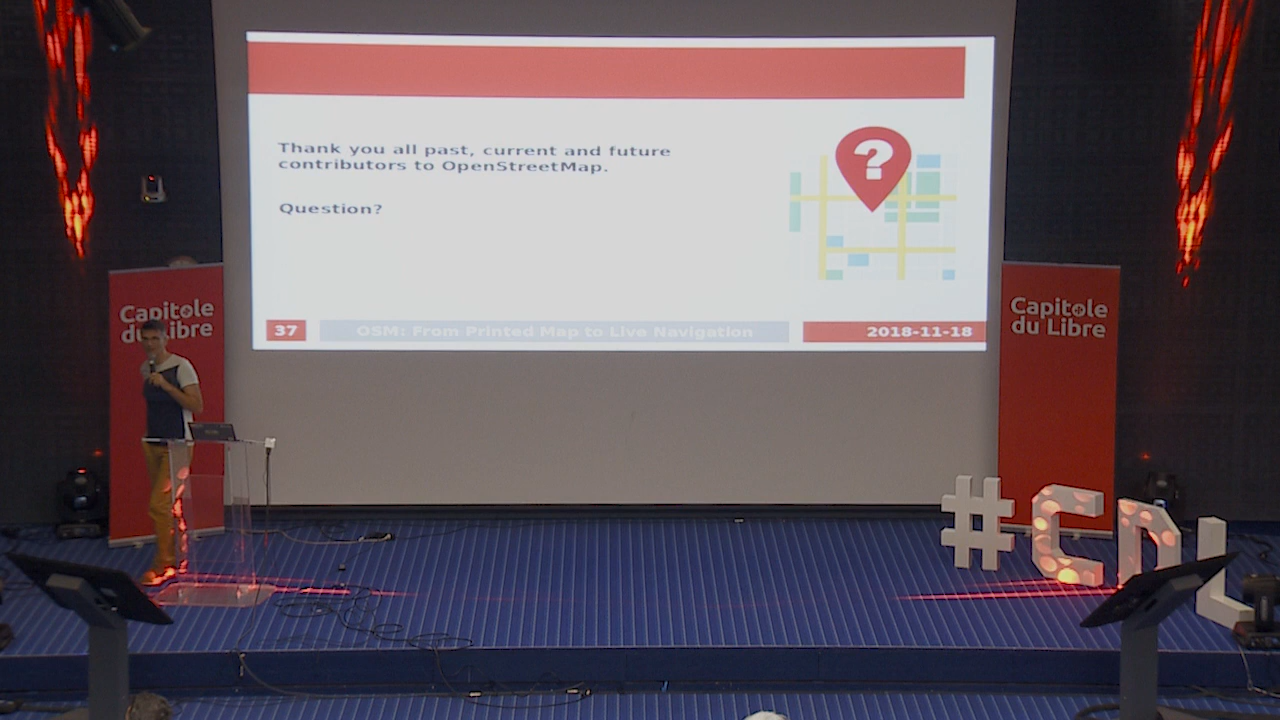 Thank you all past, current and future
contributors to OpenStreetMap.
Question?
?
37
OSM: From Printed Map to Live Navigation
2018-11-18
Capitole
du Libre
Capitole
du Libre
#CDL